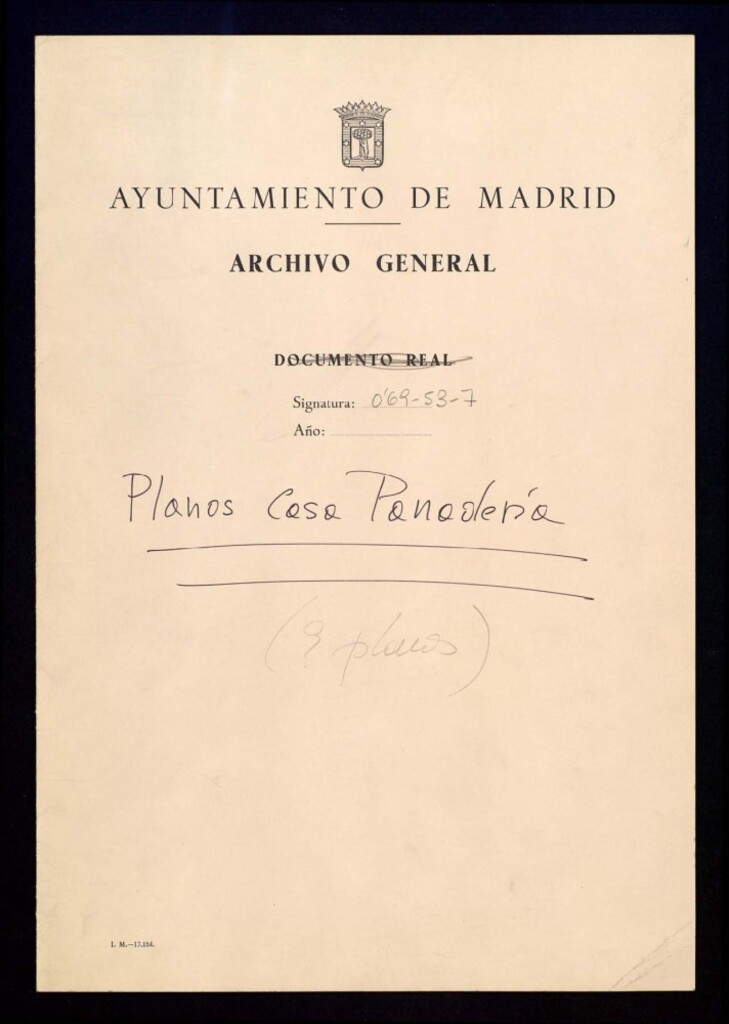 AYUNTAMIENTO DE MADRID
ARCHIVO GENERAL
DOCUMENTO REAL
Signatura: 0'69-53-7
Año:
Planos Casa Panadería
(9 planos)
I. M.—17.184.